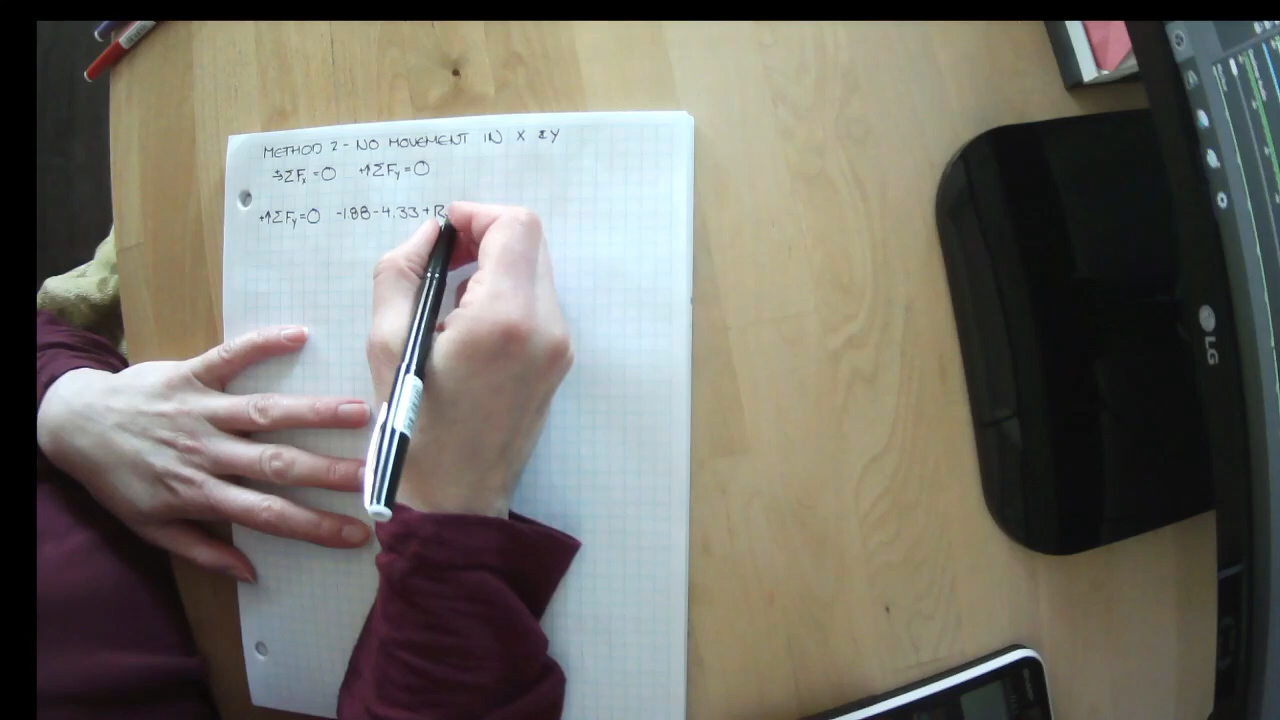 METHOD 2 - NO MOVEMENT IN X & Y
→+ΣFx = 0 +↑ΣFy = 0
+↑ΣFy = 0 -1.88 - 4.33 + R
LG